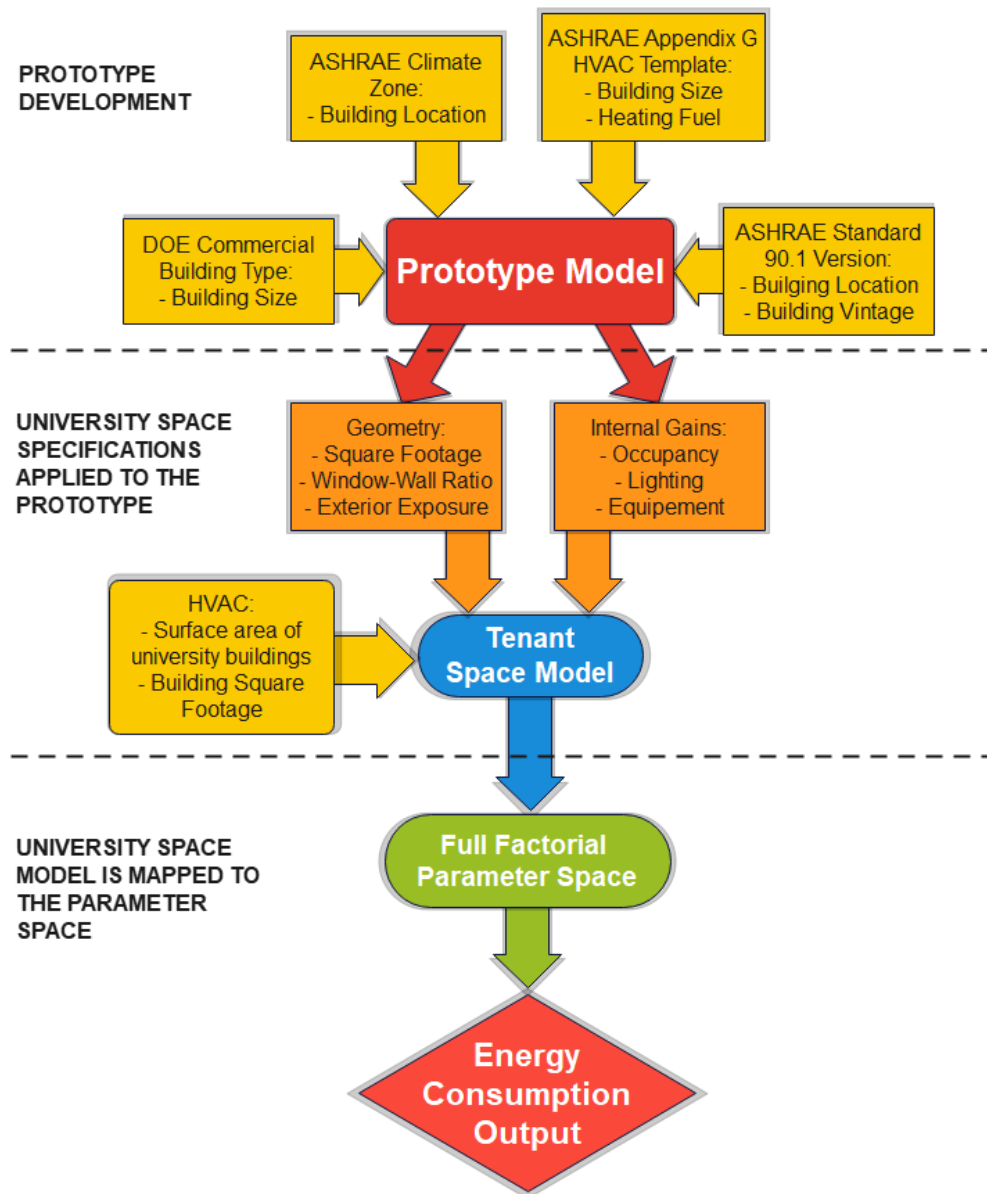 PROTOTYPE
DEVELOPMENT
ASHRAE Climate
Zone:
- Building Location
ASHRAE Appendix G
HVAC Template:
- Building Size
- Heating Fuel
DOE Commercial
Building Type:
- Building Size
Prototype Model
ASHRAE Standard
90.1 Version:
- Builging Location
- Building Vintage
UNIVERSITY SPACE
SPECIFICATIONS
APPLIED TO THE
PROTOTYPE
Geometry:
- Square Footage
- Window-Wall Ratio
- Exterior Exposure
Internal Gains:
- Occupancy
- Lighting
- Equipement
HVAC:
- Surface area of
university buildings
- Building Square
Footage
Tenant
Space Model
UNIVERSITY SPACE
MODEL IS MAPPED TO
THE PARAMETER
SPACE
Full Factorial
Parameter Space
Energy
Consumption
Output